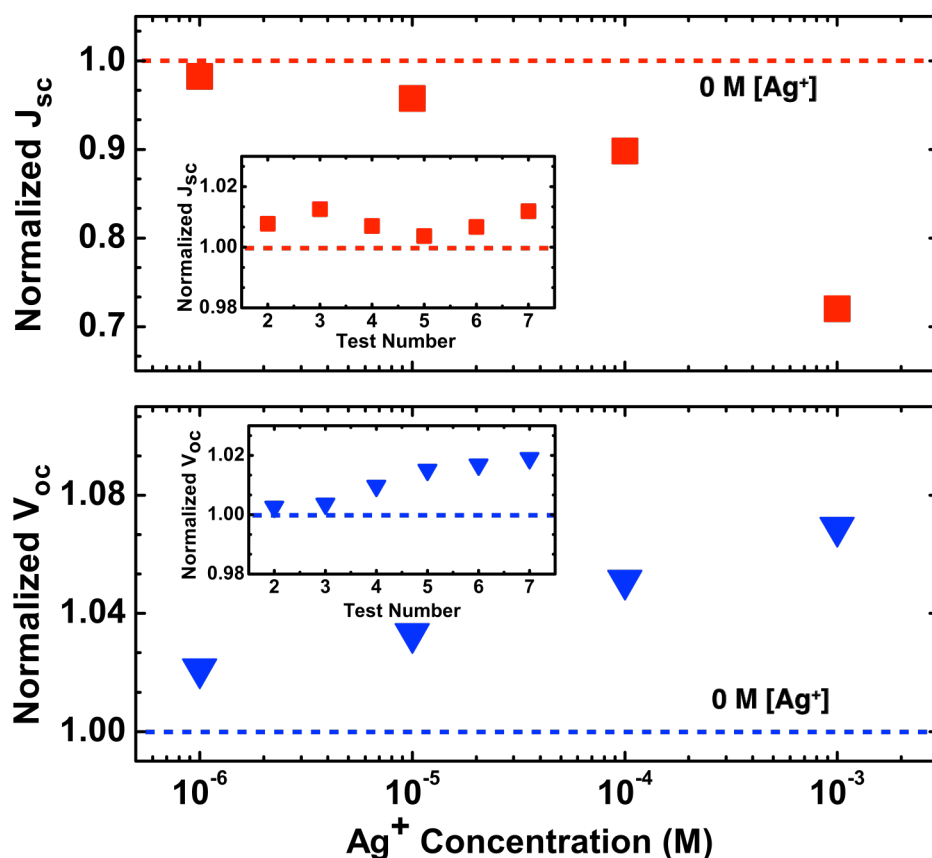 Normalized Jsc
1.0
0.9
0.8
0.7
0 M [Ag⁺]
Normalized Jsc
1.02
1.00
0.98
2 3 4 5 6 7
Test Number
Normalized Voc
1.08
1.04
1.00
Normalized Voc
1.02
1.00
0.98
2 3 4 5 6 7
Test Number
0 M [Ag⁺]
10⁻⁶ 10⁻⁵ 10⁻⁴ 10⁻³
Ag⁺ Concentration (M)